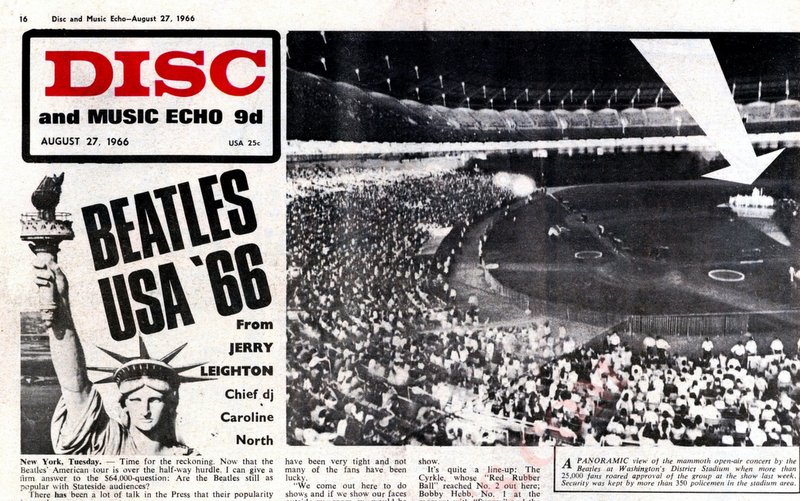 16 Disc and Music Echo—August 27, 1966
DISC
and MUSIC ECHO 9d
AUGUST 27, 1966 USA 25c
BEATLES
USA '66
From
JERRY
LEIGHTON
Chief dj
Caroline
North
New York, Tuesday. — Time for the reckoning. Now that the
Beatles' American tour is over the half-way hurdle, I can give a
firm answer to the $64,000-question: Are the Beatles still as
popular with Stateside audiences?
There has been a lot of talk in the Press that their popularity
have been very tight and not
many of the fans have been
lucky.
"We come out here to do
shows and if we show our faces
show.
It's quite a line-up: The
Cyrkle, whose "Red Rubber
Ball" reached No. 2 out here;
Bobby Hebb, No. 1 at the
A PANORAMIC view of the mammoth open-air concert by the
Beatles at Washington's District Stadium when more than
25,000 fans roared approval of the group at the show last week.
Security was kept by more than 350 policemen in the stadium area.